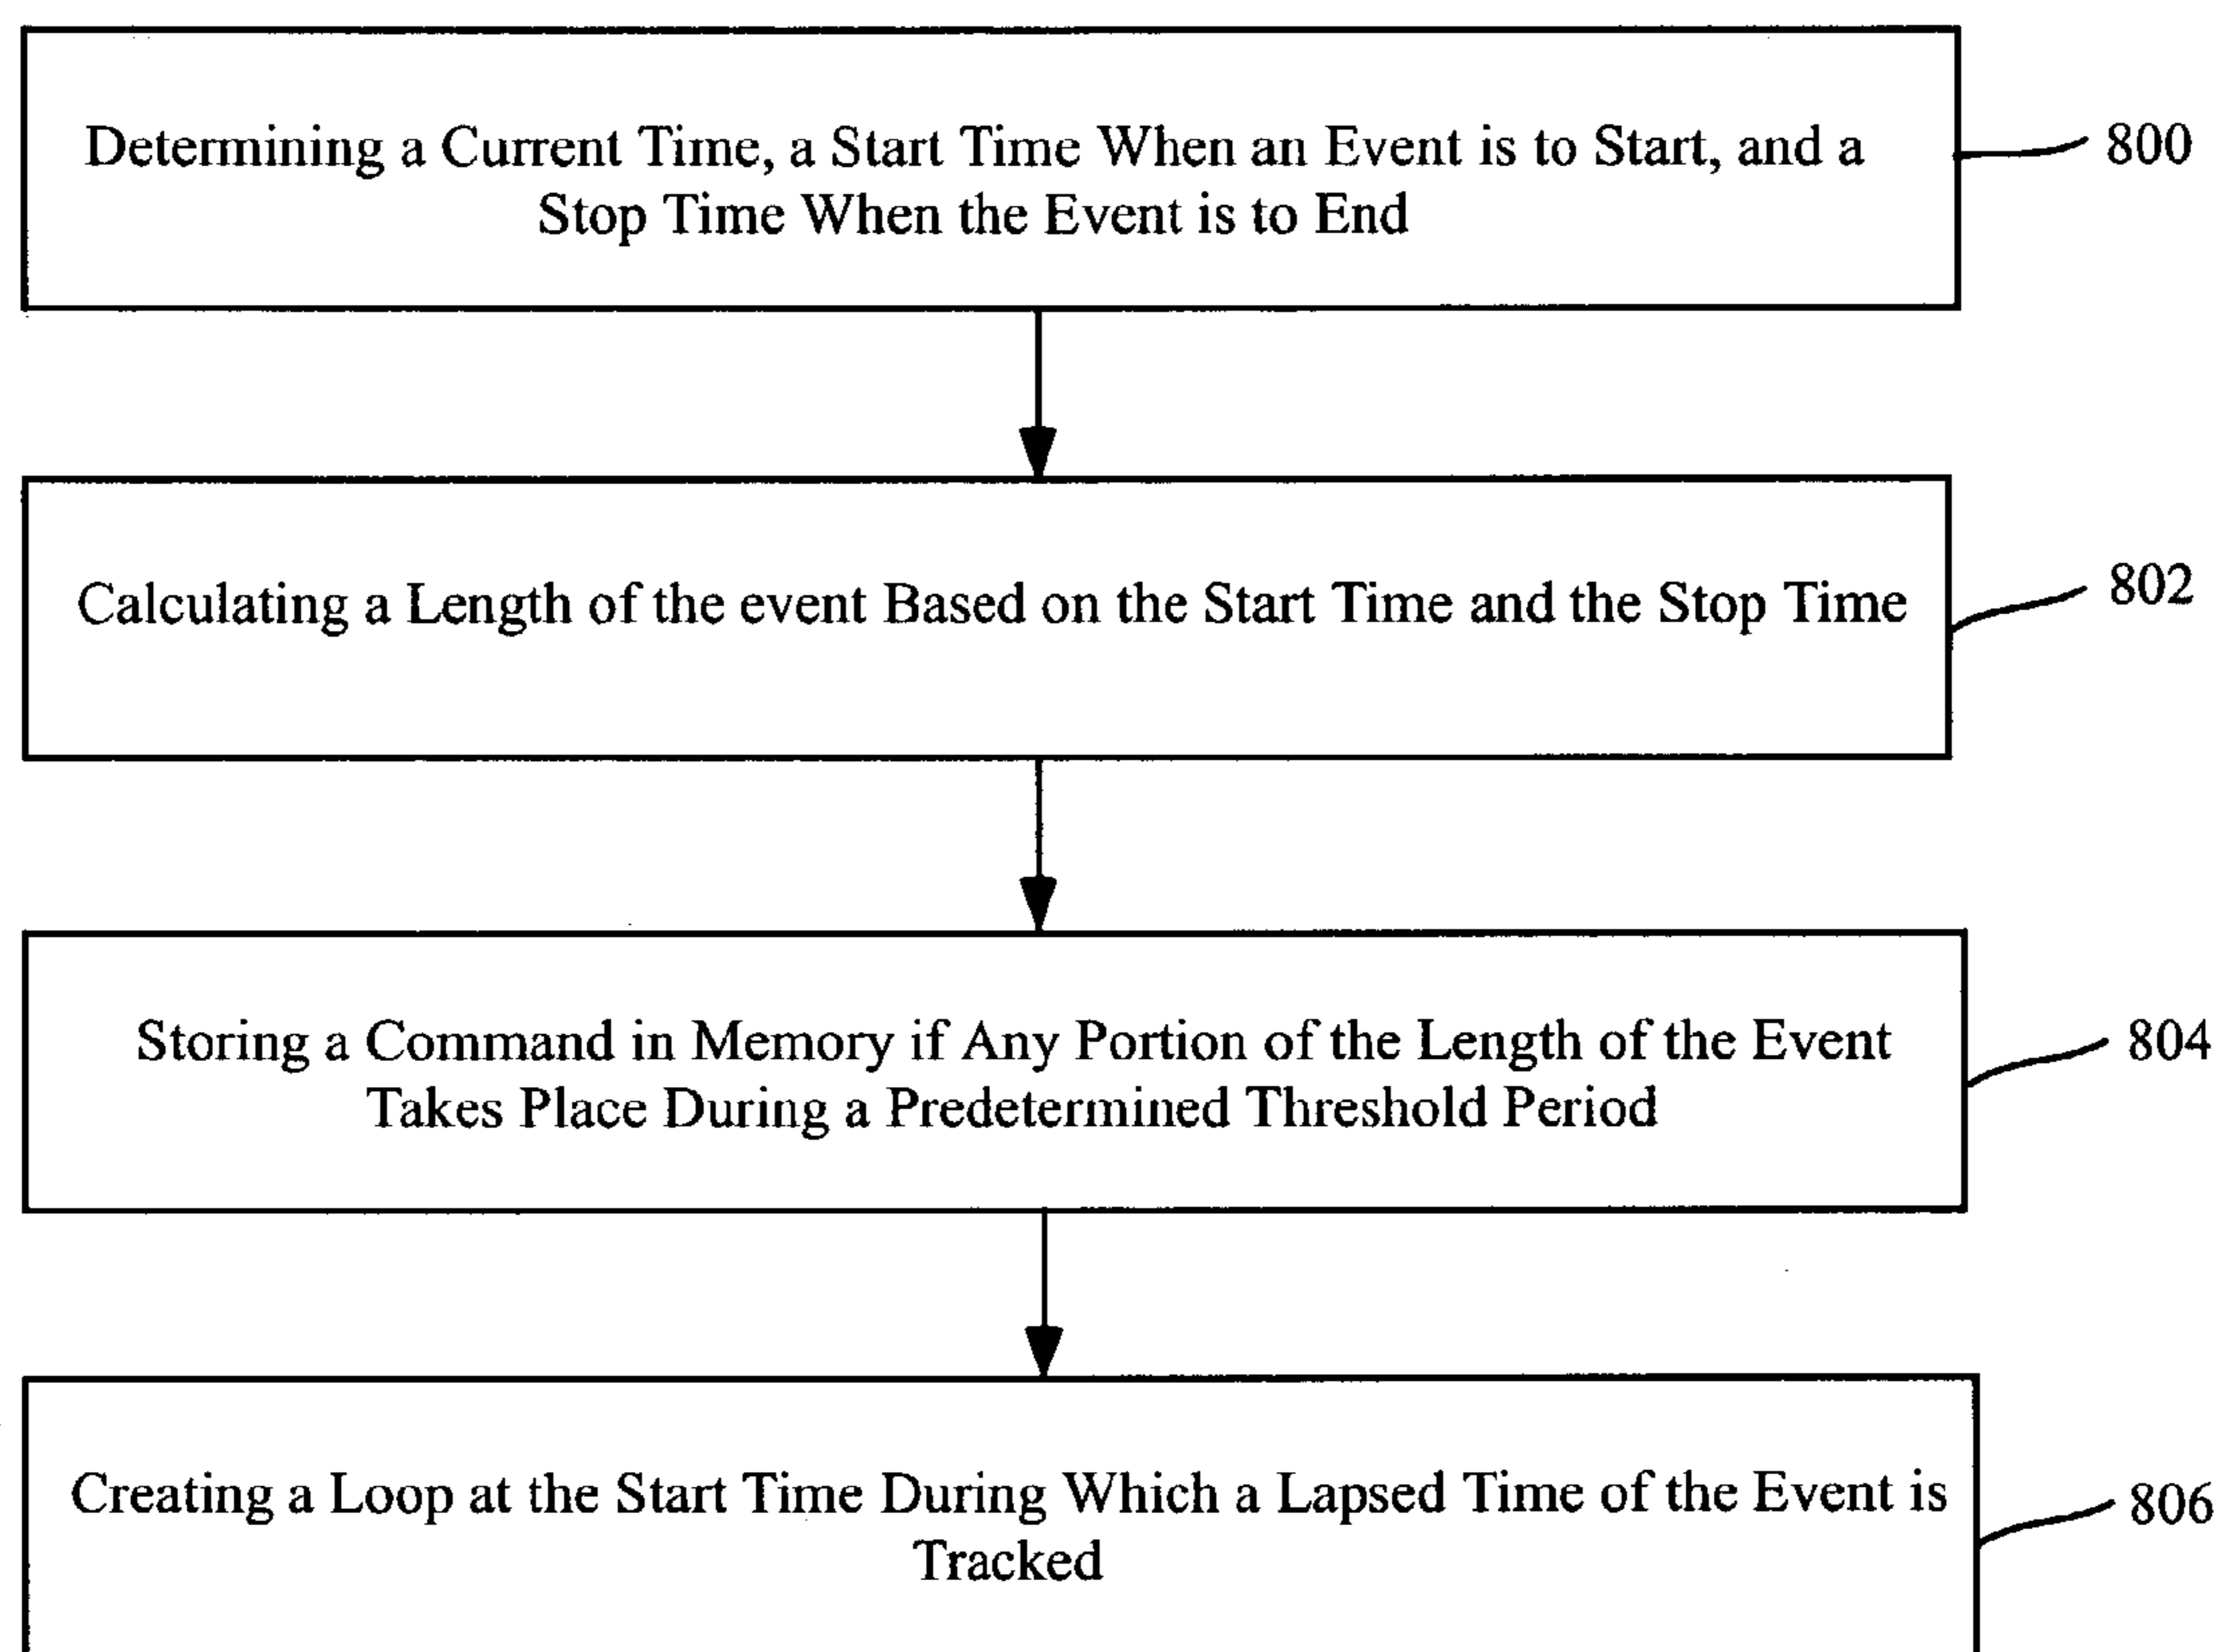 Determining a Current Time, a Start Time When an Event is to Start, and a
Stop Time When the Event is to End
800
Calculating a Length of the event Based on the Start Time and the Stop Time
802
Storing a Command in Memory if Any Portion of the Length of the Event
Takes Place During a Predetermined Threshold Period
804
Creating a Loop at the Start Time During Which a Lapsed Time of the Event is
Tracked
806